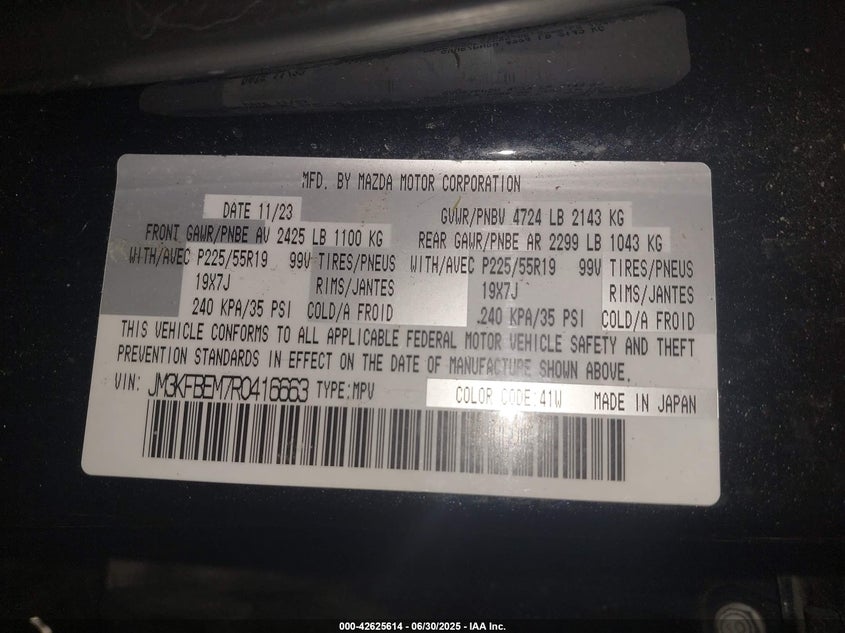 MFD. BY MAZDA MOTOR CORPORATION
DATE 11/23 GVWR/PNBV 4724 LB 2143 KG
FRONT GAWR/PNBE AV 2425 LB 1100 KG REAR GAWR/PNBE AR 2299 LB 1043 KG
WITH/AVEC P225/55R19 99V TIRES/PNEUS WITH/AVEC P225/55R19 99V TIRES/PNEUS
19X7J RIMS/JANTES 19X7J RIMS/JANTES
240 KPA/35 PSI COLD/A FROID 240 KPA/35 PSI COLD/A FROID
THIS VEHICLE CONFORMS TO ALL APPLICABLE FEDERAL MOTOR VEHICLE SAFETY AND THEFT
PREVENTION STANDARDS IN EFFECT ON THE DATE OF MANUFACTURE SHOWN ABOVE.
VIN: JM3KFBEM7R0416663 TYPE:MPV COLOR CODE:41W MADE IN JAPAN
000-42625614 - 06/30/2025 - IAA Inc.